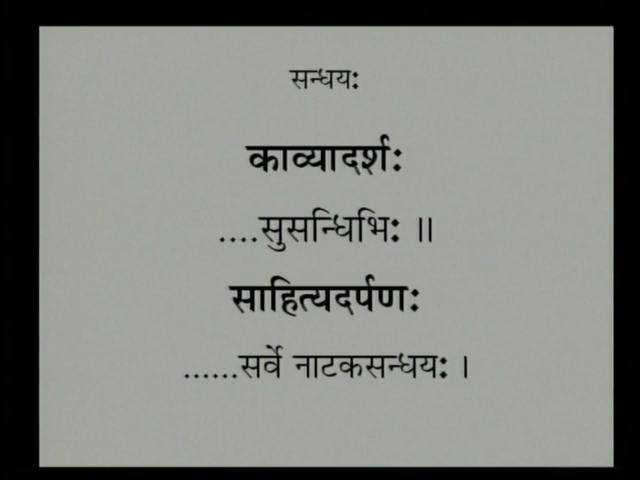 सन्धयः
काव्यादर्शः
....सुसन्धिभिः ॥
साहित्यदर्पणः
......सर्वे नाटकसन्धयः ।